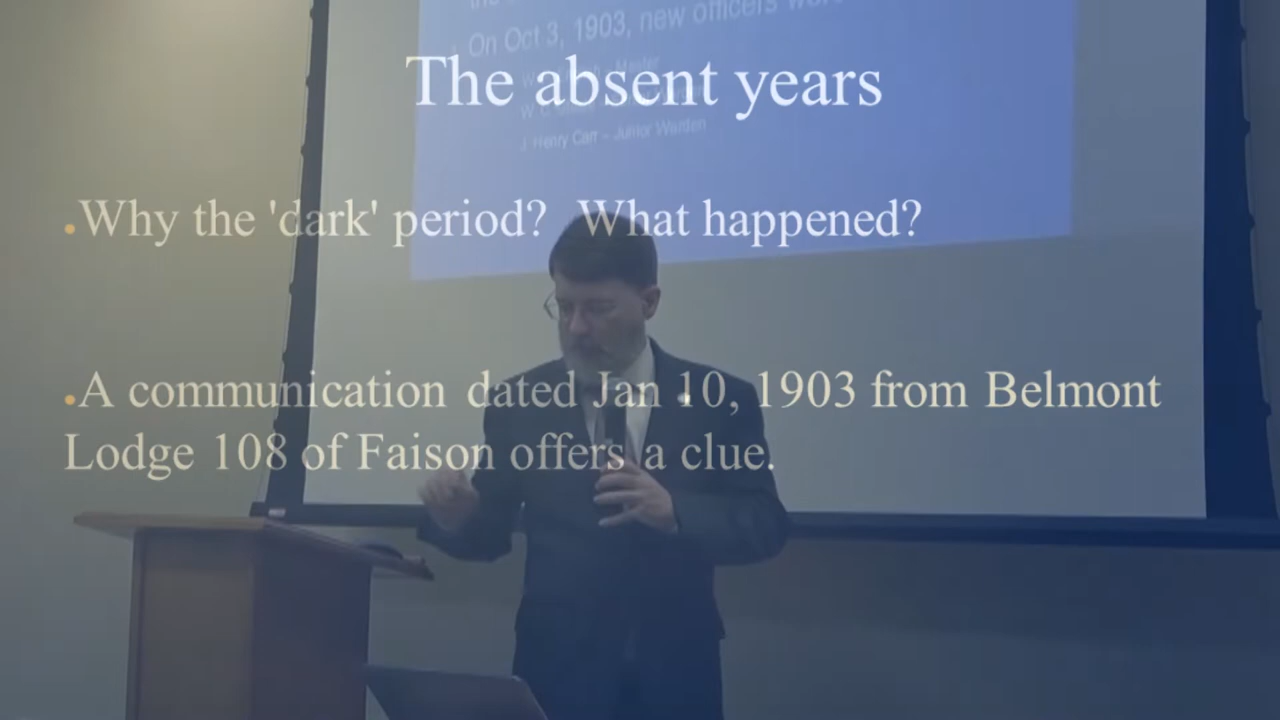 On Oct 3, 1903, new officers
The absent years
J. Henry Carr – Junior Warden
.Why the 'dark' period? What happened?
.A communication dated Jan 10, 1903 from Belmont
Lodge 108 of Faison offers a clue.